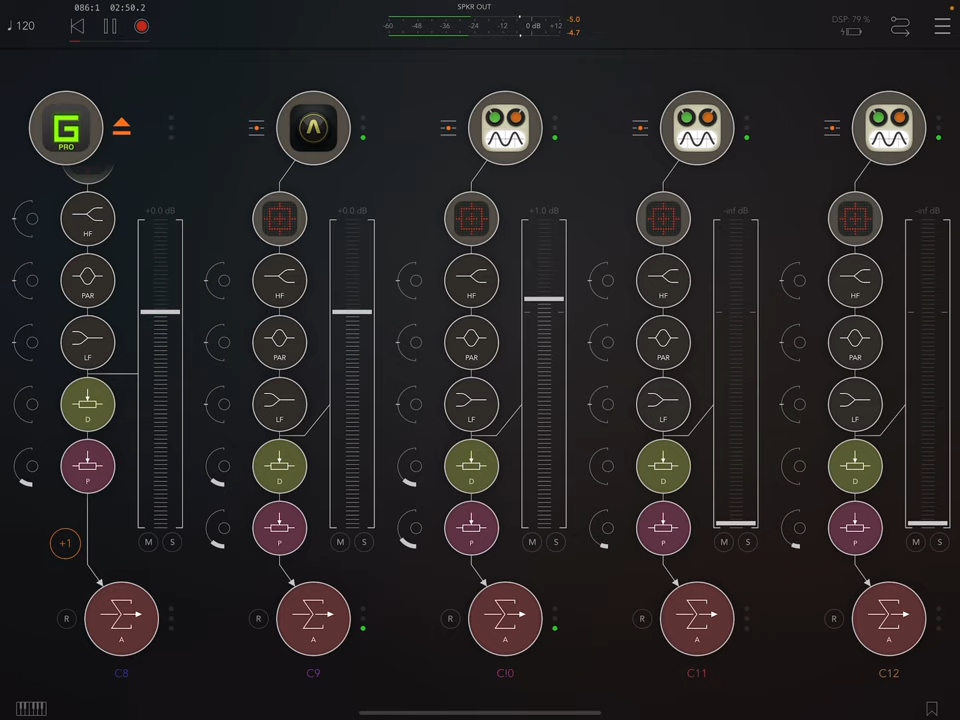 SPKR OUT
086:1 02:50.2
♩ 120
-60 -48 -36 -24 -12 0 dB +12
-5.0
-4.7
DSP: 79 %
G PRO
+0.0 dB +0.0 dB +1.0 dB -inf dB -inf dB
HF
HF HF HF HF
PAR
PAR PAR PAR PAR
LF
LF LF LF LF
D
D D D D
P
P P P P
+1 M S M S M S M S M S
R A R A R A R A R A
C8 C9 C!0 C11 C12